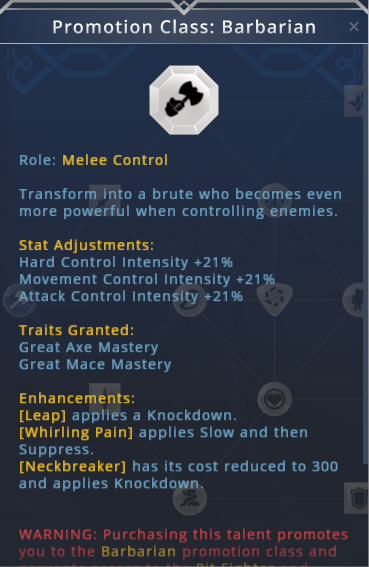 Promotion Class: Barbarian
Role: Melee Control
Transform into a brute who becomes even
more powerful when controlling enemies.
Stat Adjustments:
Hard Control Intensity +21%
Movement Control Intensity +21%
Attack Control Intensity +21%
Traits Granted:
Great Axe Mastery
Great Mace Mastery
Enhancements:
[Leap] applies a Knockdown.
[Whirling Pain] applies Slow and then
Suppress.
[Neckbreaker] has its cost reduced to 300
and applies Knockdown.
WARNING: Purchasing this talent promotes
you to the Barbarian promotion class and